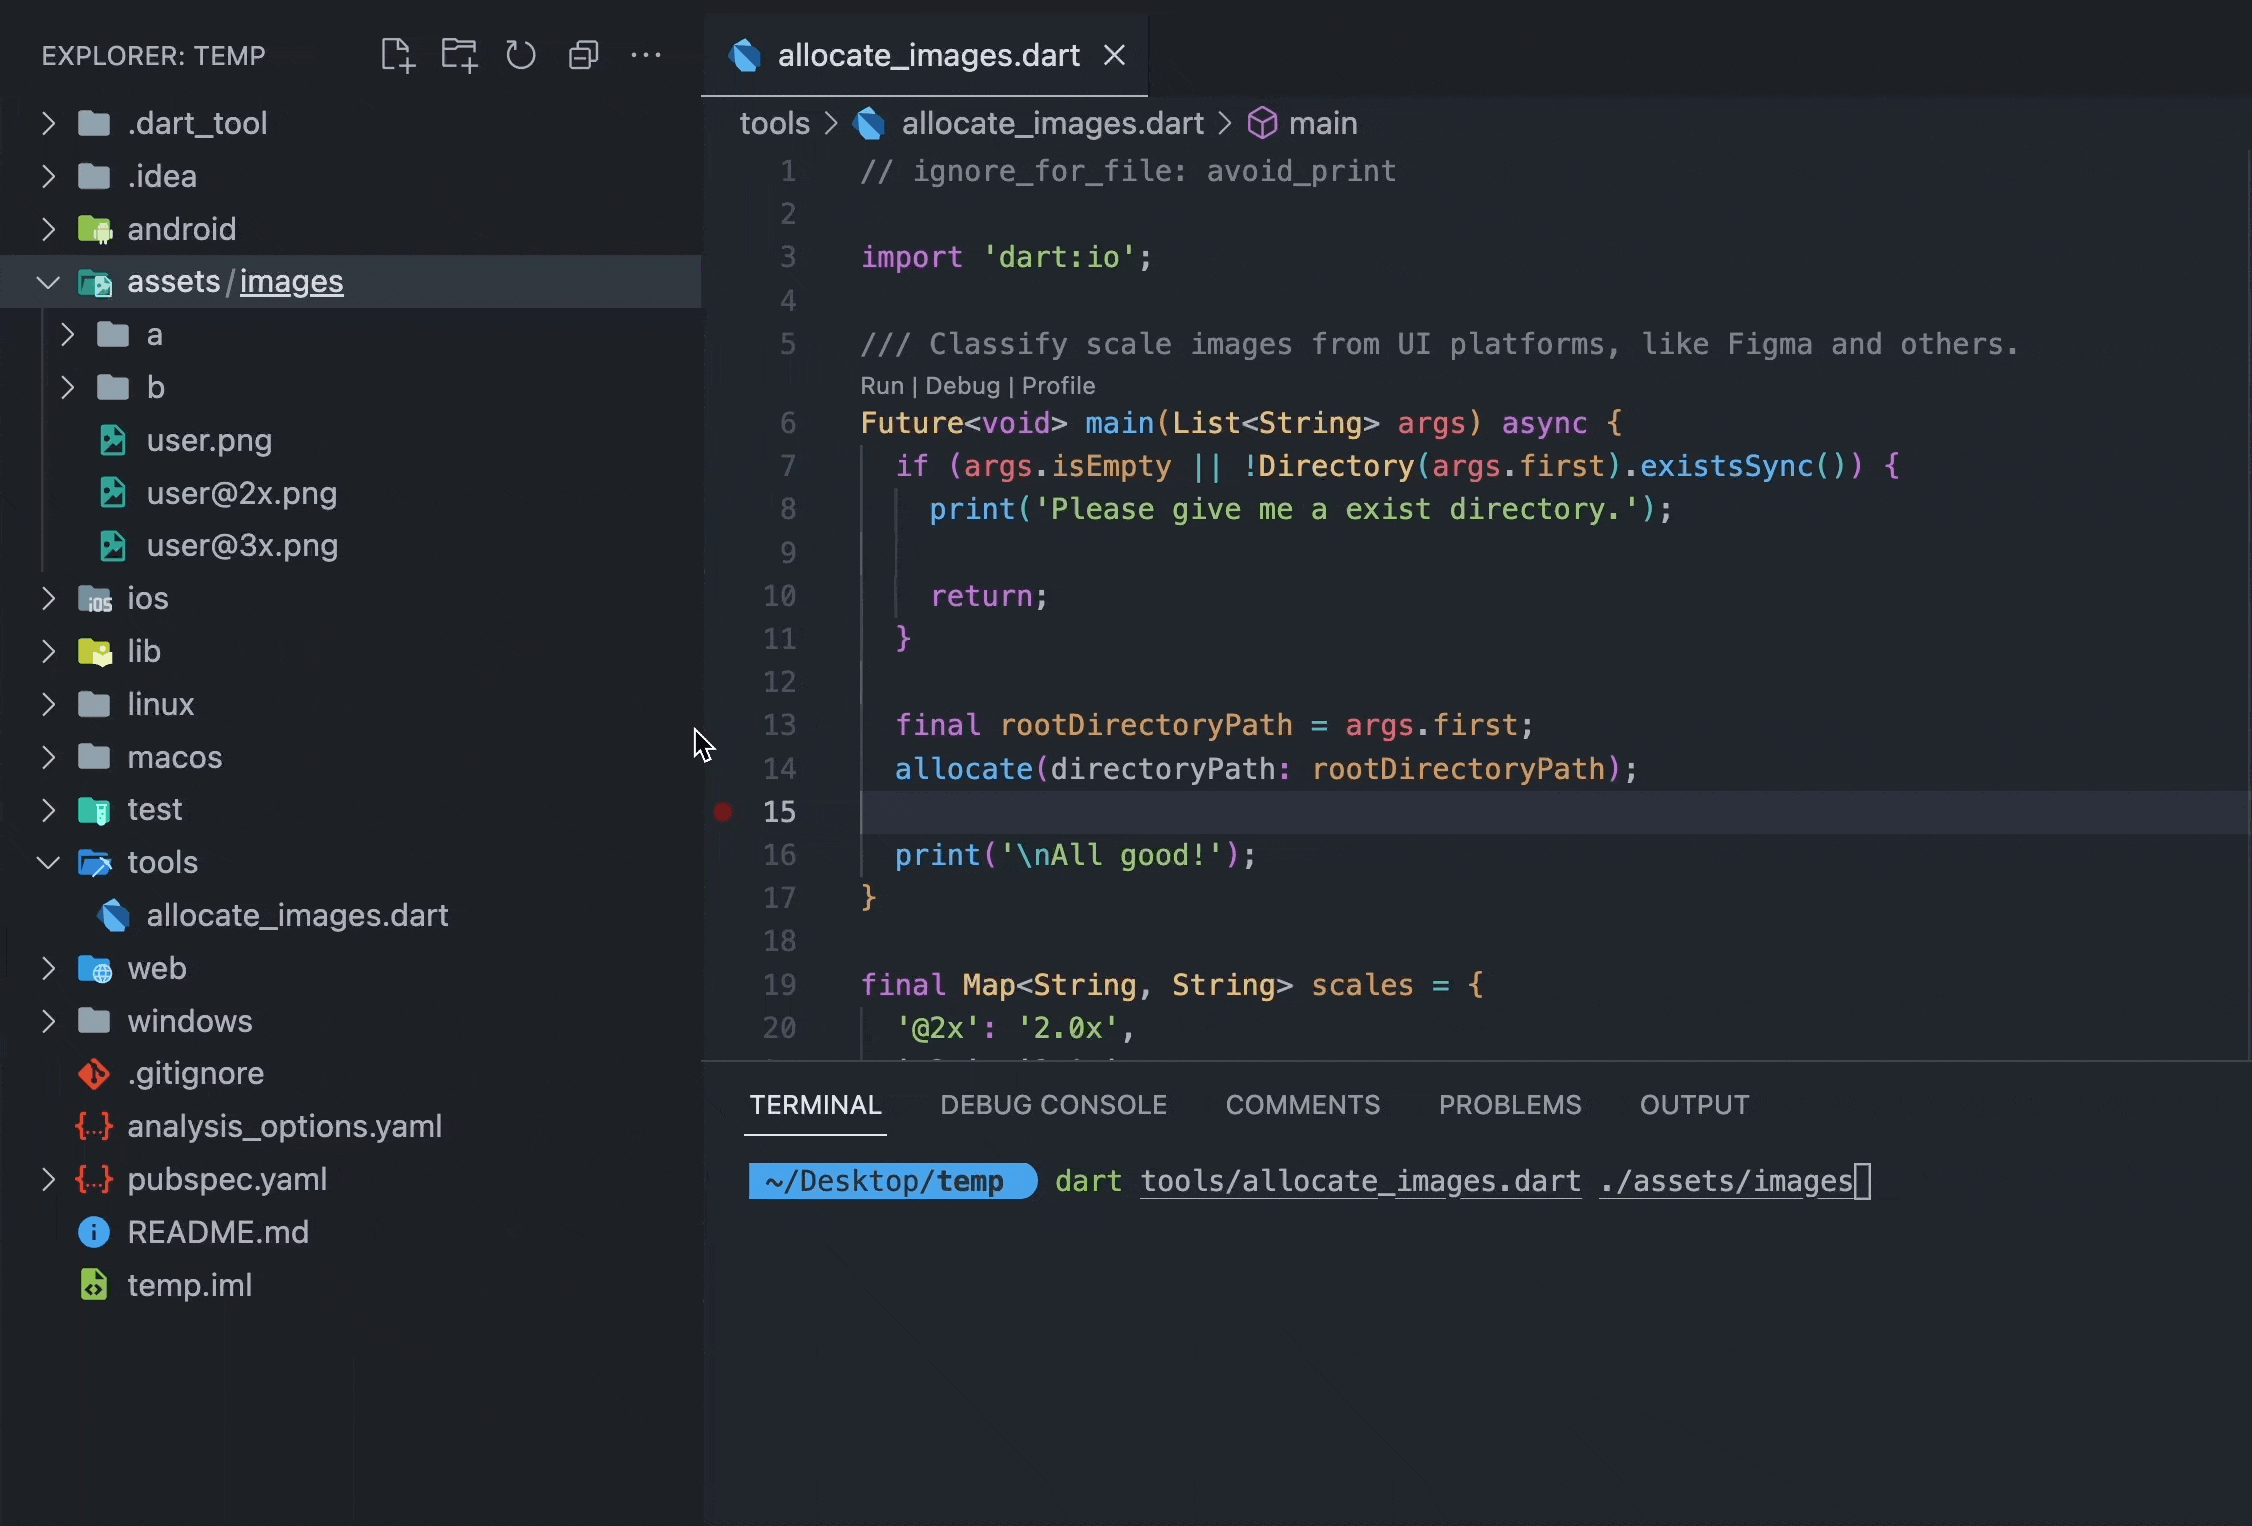 EXPLORER: TEMP
.dart_tool
.idea
android
assets/images
a
b
user.png
user@2x.png
user@3x.png
ios
lib
linux
macos
test
tools
allocate_images.dart
web
windows
.gitignore
analysis_options.yaml
pubspec.yaml
README.md
temp.iml
allocate_images.dart
tools > allocate_images.dart > main
1 // ignore_for_file: avoid_print
2
3 import 'dart:io';
4
5 /// Classify scale images from UI platforms, like Figma and others.
Run | Debug | Profile
6 Future<void> main(List<String> args) async {
7 if (args.isEmpty || !Directory(args.first).existsSync()) {
8 print('Please give me a exist directory.');
9
10 return;
11 }
12
13 final rootDirectoryPath = args.first;
14 allocate(directoryPath: rootDirectoryPath);
15
16 print('\nAll good!');
17 }
18
19 final Map<String, String> scales = {
20 '@2x': '2.0x',
TERMINAL DEBUG CONSOLE COMMENTS PROBLEMS OUTPUT
~/Desktop/temp dart tools/allocate_images.dart ./assets/images